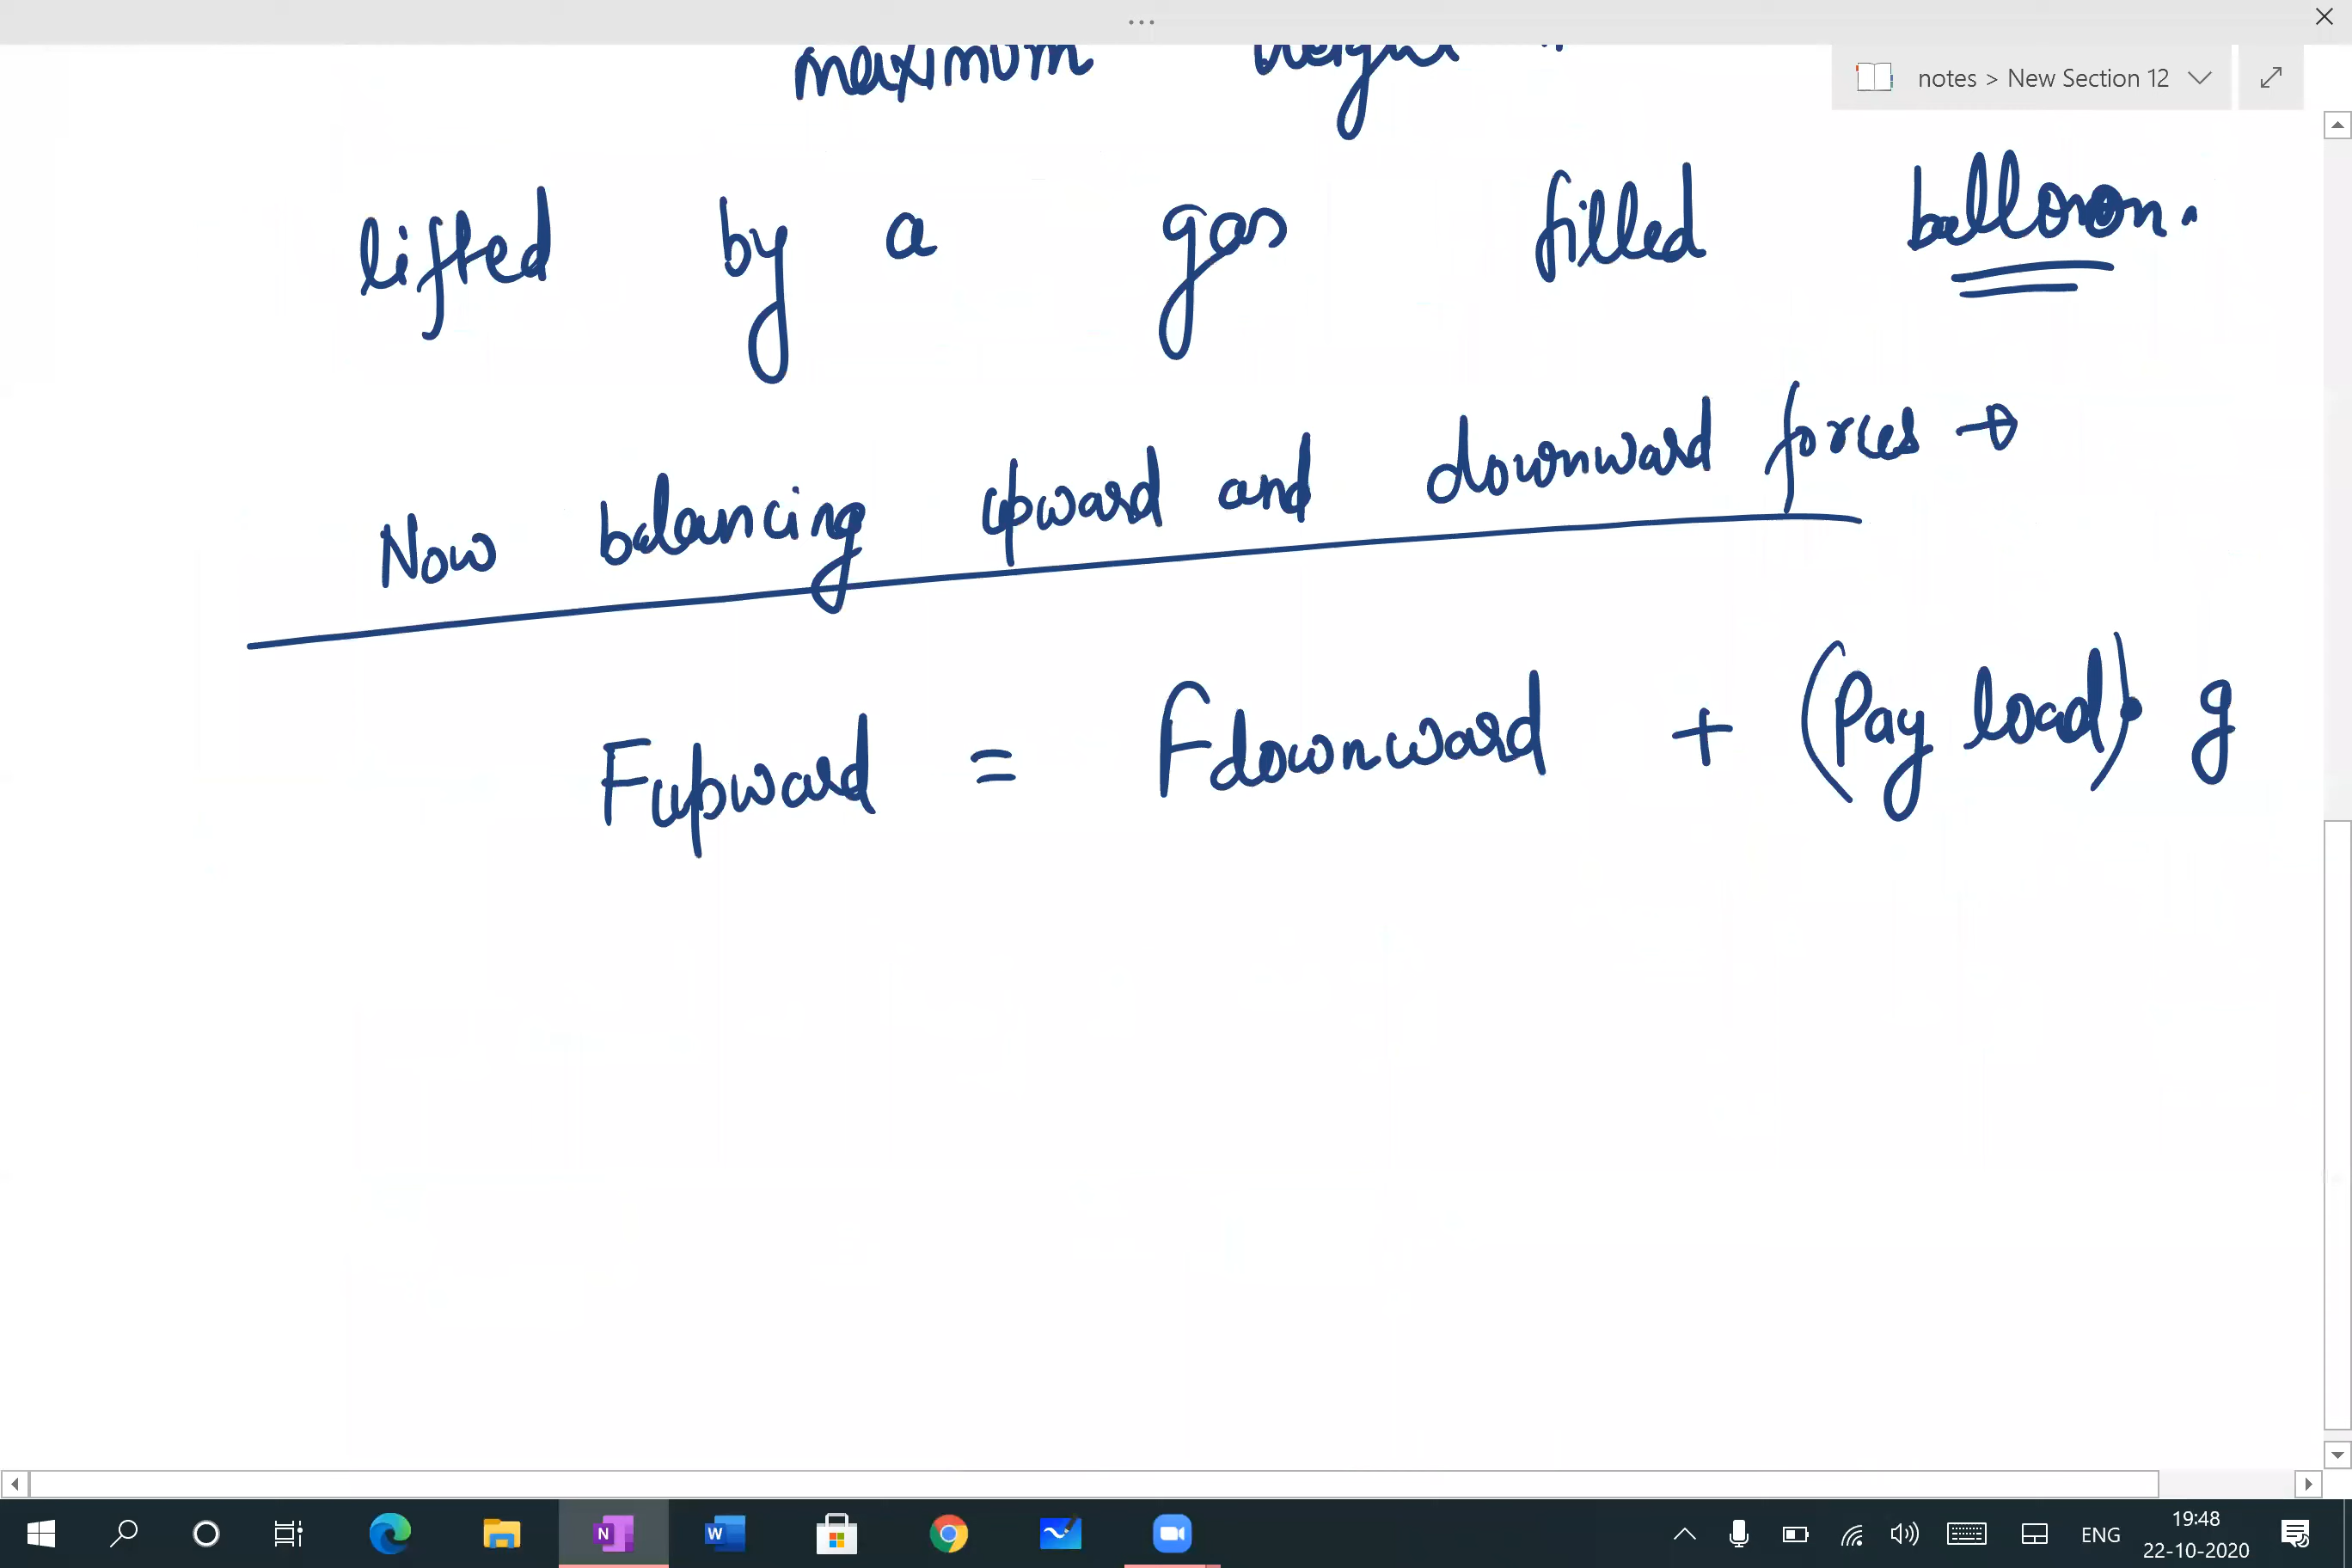 maximum weight
notes > New Section 12
lifted by a gas filled balloon.
Now balancing upward and downward forces →
Fupward = Fdownward + (Pay load). g
N
W
ENG
19:48
22-10-2020